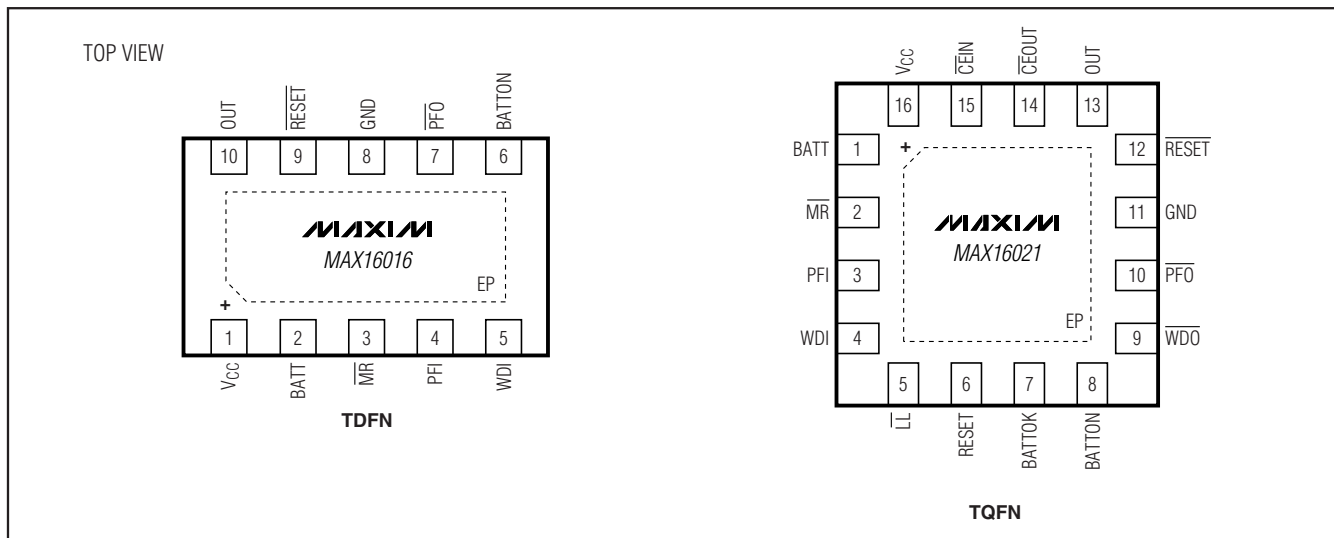 TOP VIEW
OUT
RESET
GND
PFO
BATTON
10
9
8
7
6
MAXIM
MAX16016
EP
+
1
2
3
4
5
VCC
BATT
MR
PFI
WDI
TDFN
VCC
CEIN
CEOUT
OUT
16
15
14
13
BATT 1
+
12 RESET
MR 2
11 GND
MAXIM
MAX16021
PFI 3
10 PFO
EP
WDI 4
9 WDO
5
6
7
8
LL
RESET
BATTOK
BATTON
TQFN